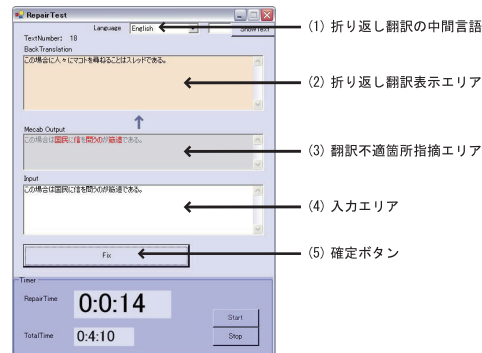 RepairTest
Language English ShowText
(1) 折り返し翻訳の中間言語
TextNumber: 18
BackTranslation
この場合に人々にマコトを尋ねることはスレッドである。
(2) 折り返し翻訳表示エリア
Mecab Output
この場合は国民に信を問うのが筋道である。
(3) 翻訳不適箇所指摘エリア
Input
この場合は国民に信を問うのが筋道である。
(4) 入力エリア
Fix
(5) 確定ボタン
Timer
RepairTime 0:0:14
Start
TotalTime 0:4:10
Stop